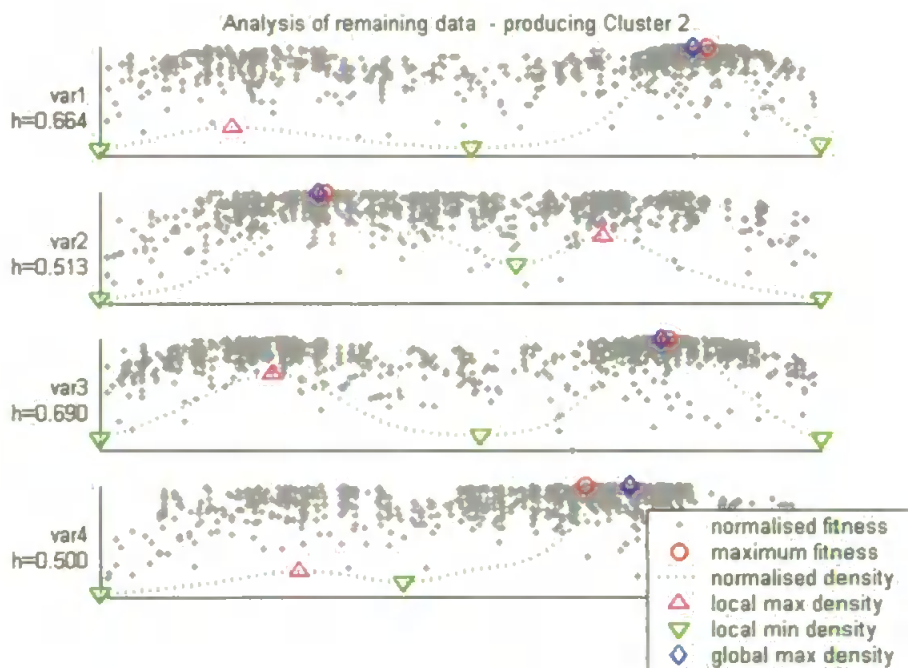 Analysis of remaining data - producing Cluster 2
var1
h=0.664
var2
h=0.513
var3
h=0.690
var4
h=0.500
normalised fitness
maximum fitness
normalised density
local max density
local min density
global max density